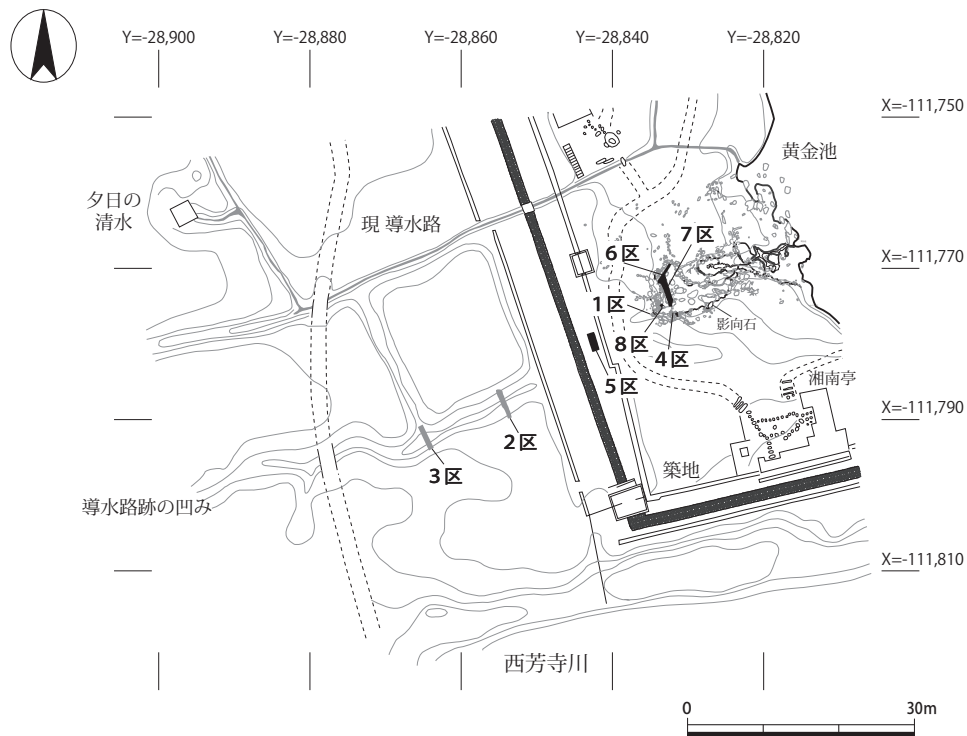 Y=-28,900
Y=-28,880
Y=-28,860
Y=-28,840
Y=-28,820
X=-111,750
黄金池
夕日の
清水
現 導水路
7区
6区
X=-111,770
1区
影向石
8区
4区
湘南亭
5区
X=-111,790
2区
3区
築地
導水路跡の凹み
X=-111,810
西芳寺川
0
30m